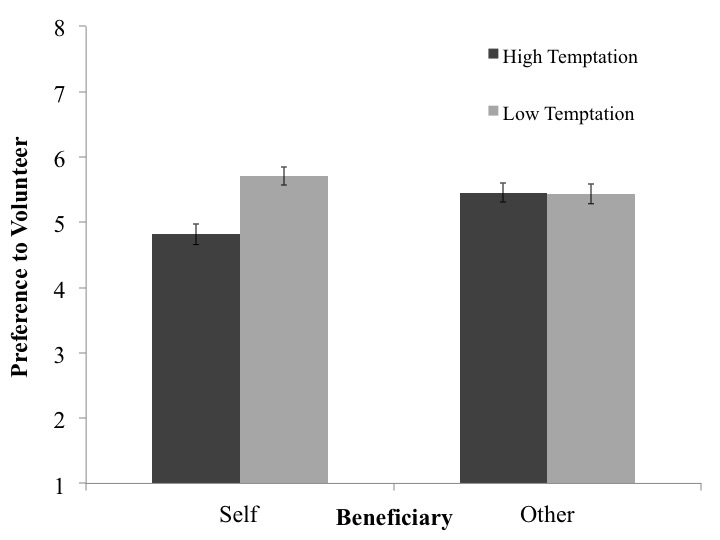 8
7
6
5
4
3
2
1
Preference to Volunteer
High Temptation
Low Temptation
Self
Beneficiary
Other